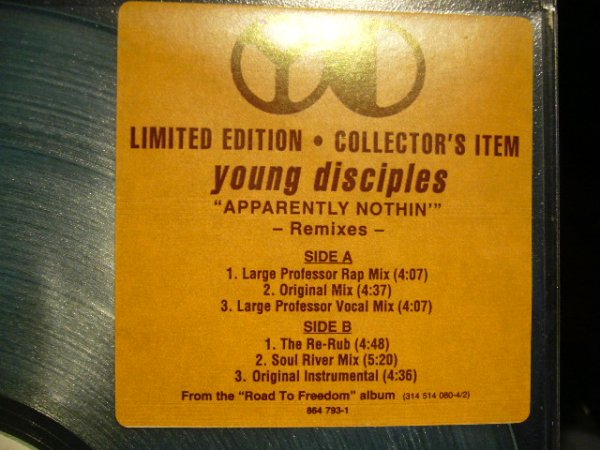 YD
LIMITED EDITION • COLLECTOR'S ITEM
young disciples
"APPARENTLY NOTHIN'"
– Remixes –
SIDE A
1. Large Professor Rap Mix (4:07)
2. Original Mix (4:37)
3. Large Professor Vocal Mix (4:07)
SIDE B
1. The Re-Rub (4:48)
2. Soul River Mix (5:20)
3. Original Instrumental (4:36)
From the "Road To Freedom" album (314 514 080-4/2)
864 793-1